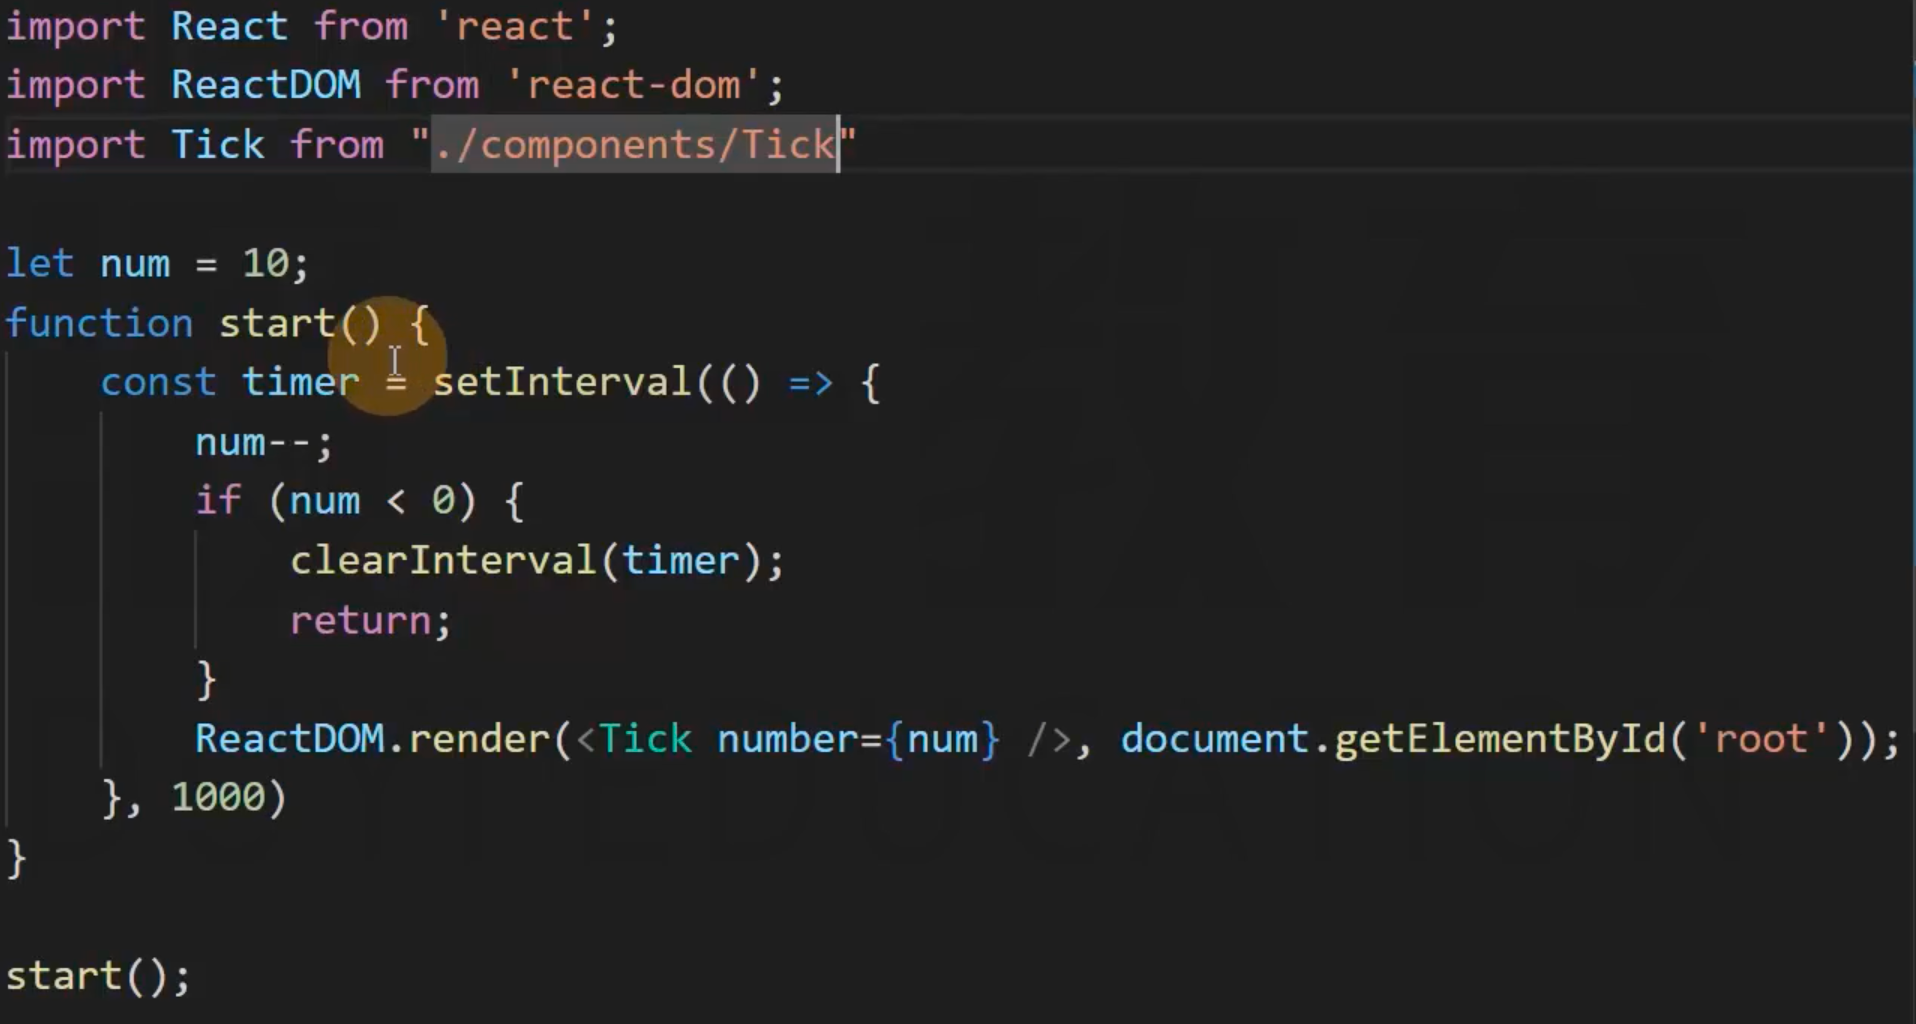 import React from 'react';
import ReactDOM from 'react-dom';
import Tick from "./components/Tick"
let num = 10;
function start() {
const timer = setInterval(() => {
num--;
if (num < 0) {
clearInterval(timer);
return;
}
ReactDOM.render(<Tick number={num} />, document.getElementById('root'));
}, 1000)
}
start();